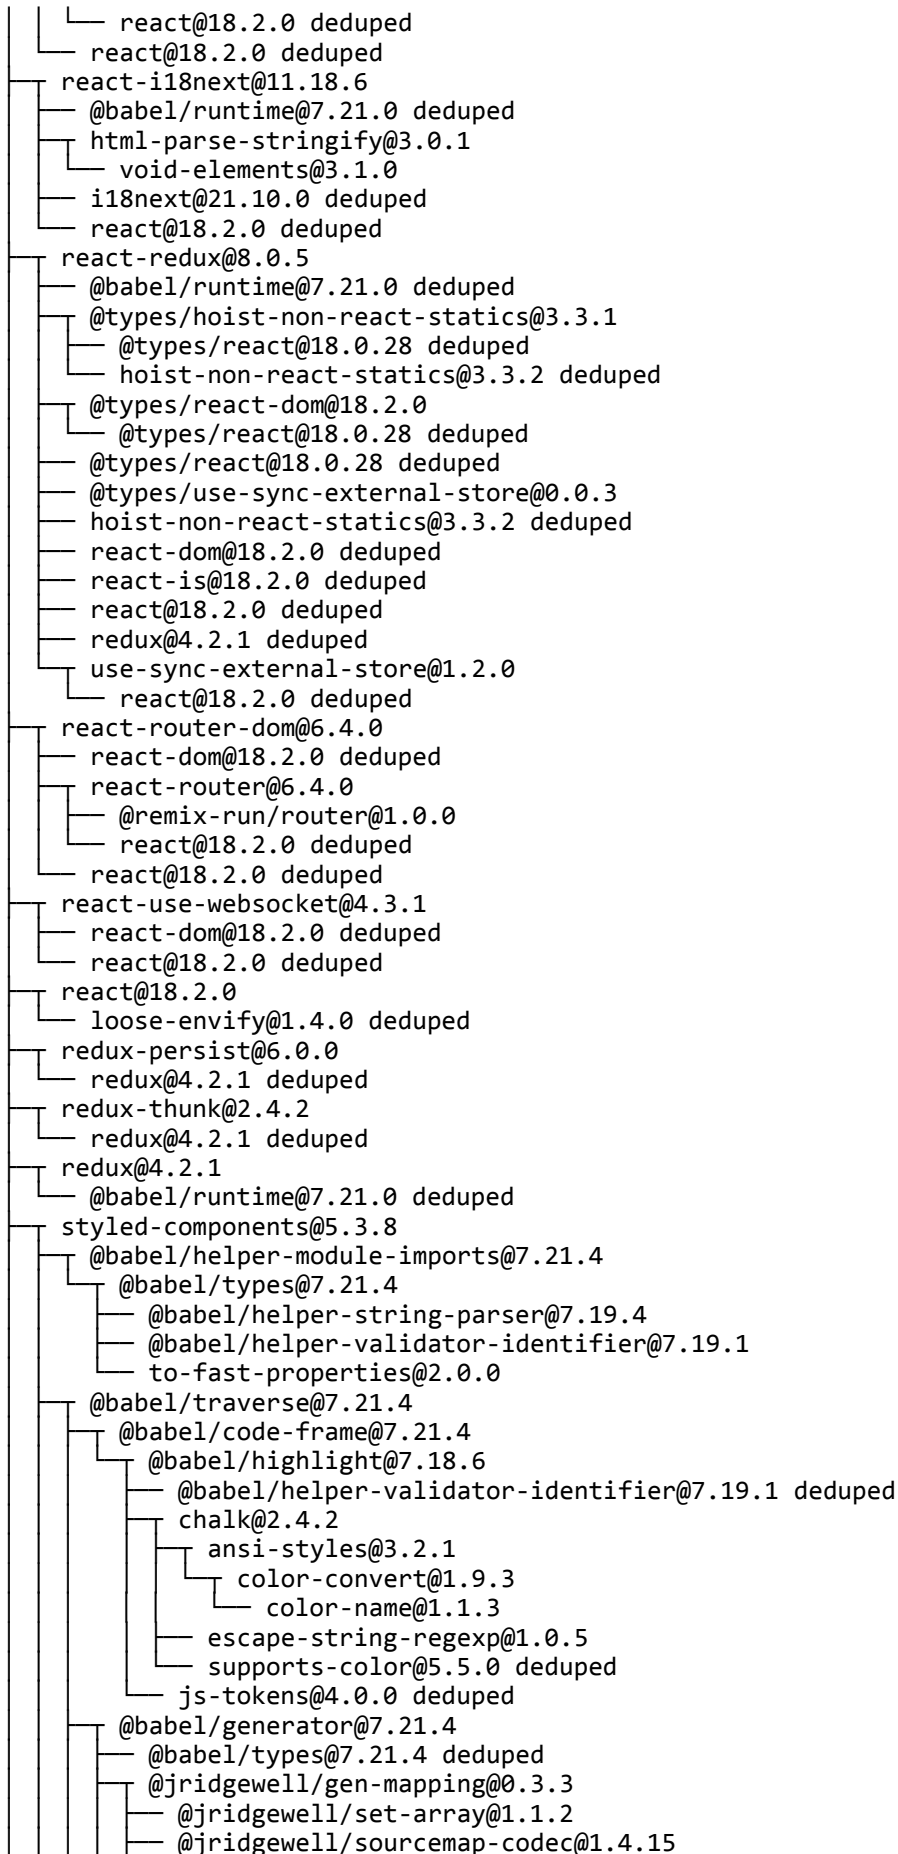 │ │ └── react@18.2.0 deduped
│ └── react@18.2.0 deduped
├─┬ react-i18next@11.18.6
│ ├── @babel/runtime@7.21.0 deduped
│ ├─┬ html-parse-stringify@3.0.1
│ │ └── void-elements@3.1.0
│ ├── i18next@21.10.0 deduped
│ └── react@18.2.0 deduped
├─┬ react-redux@8.0.5
│ ├── @babel/runtime@7.21.0 deduped
│ ├─┬ @types/hoist-non-react-statics@3.3.1
│ │ ├── @types/react@18.0.28 deduped
│ │ └── hoist-non-react-statics@3.3.2 deduped
│ ├─┬ @types/react-dom@18.2.0
│ │ └── @types/react@18.0.28 deduped
│ ├── @types/react@18.0.28 deduped
│ ├── @types/use-sync-external-store@0.0.3
│ ├── hoist-non-react-statics@3.3.2 deduped
│ ├── react-dom@18.2.0 deduped
│ ├── react-is@18.2.0 deduped
│ ├── react@18.2.0 deduped
│ ├── redux@4.2.1 deduped
│ └─┬ use-sync-external-store@1.2.0
│   └── react@18.2.0 deduped
├─┬ react-router-dom@6.4.0
│ ├── react-dom@18.2.0 deduped
│ ├─┬ react-router@6.4.0
│ │ ├── @remix-run/router@1.0.0
│ │ └── react@18.2.0 deduped
│ └── react@18.2.0 deduped
├─┬ react-use-websocket@4.3.1
│ ├── react-dom@18.2.0 deduped
│ └── react@18.2.0 deduped
├─┬ react@18.2.0
│ └── loose-envify@1.4.0 deduped
├─┬ redux-persist@6.0.0
│ └── redux@4.2.1 deduped
├─┬ redux-thunk@2.4.2
│ └── redux@4.2.1 deduped
├─┬ redux@4.2.1
│ └── @babel/runtime@7.21.0 deduped
├─┬ styled-components@5.3.8
│ ├─┬ @babel/helper-module-imports@7.21.4
│ │ └─┬ @babel/types@7.21.4
│ │   ├── @babel/helper-string-parser@7.19.4
│ │   ├── @babel/helper-validator-identifier@7.19.1
│ │   └── to-fast-properties@2.0.0
│ ├─┬ @babel/traverse@7.21.4
│ │ ├─┬ @babel/code-frame@7.21.4
│ │ │ └─┬ @babel/highlight@7.18.6
│ │ │   ├── @babel/helper-validator-identifier@7.19.1 deduped
│ │ │   ├─┬ chalk@2.4.2
│ │ │   │ ├─┬ ansi-styles@3.2.1
│ │ │   │ │ └─┬ color-convert@1.9.3
│ │ │   │ │   └── color-name@1.1.3
│ │ │   │ ├── escape-string-regexp@1.0.5
│ │ │   │ └── supports-color@5.5.0 deduped
│ │ │   └── js-tokens@4.0.0 deduped
│ │ ├─┬ @babel/generator@7.21.4
│ │ │ ├── @babel/types@7.21.4 deduped
│ │ │ ├─┬ @jridgewell/gen-mapping@0.3.3
│ │ │ │ ├── @jridgewell/set-array@1.1.2
│ │ │ │ ├── @jridgewell/sourcemap-codec@1.4.15